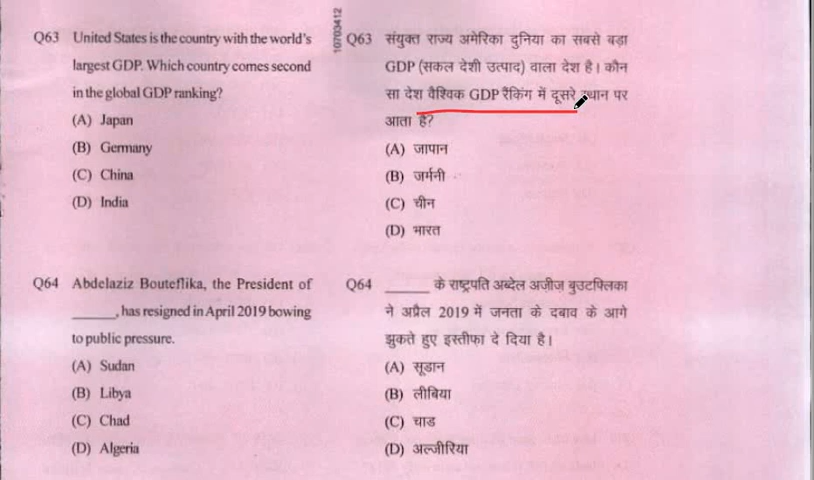 Q63 United States is the country with the world's
largest GDP. Which country comes second
in the global GDP ranking?
(A) Japan
(B) Germany
(C) China
(D) India
Q64 Abdelaziz Bouteflika, the President of
______, has resigned in April 2019 bowing
to public pressure.
(A) Sudan
(B) Libya
(C) Chad
(D) Algeria
10703412
Q63 संयुक्त राज्य अमेरिका दुनिया का सबसे बड़ा
GDP (सकल देशी उत्पाद) वाला देश है। कौन
सा देश वैश्विक GDP रैंकिंग में दूसरे स्थान पर
आता है?
(A) जापान
(B) जर्मनी
(C) चीन
(D) भारत
Q64 ______ के राष्ट्रपति अब्देल अज़ीज़ बुउटफ्लिका
ने अप्रैल 2019 में जनता के दबाव के आगे
झुकते हुए इस्तीफा दे दिया है।
(A) सूडान
(B) लीबिया
(C) चाड
(D) अल्जीरिया